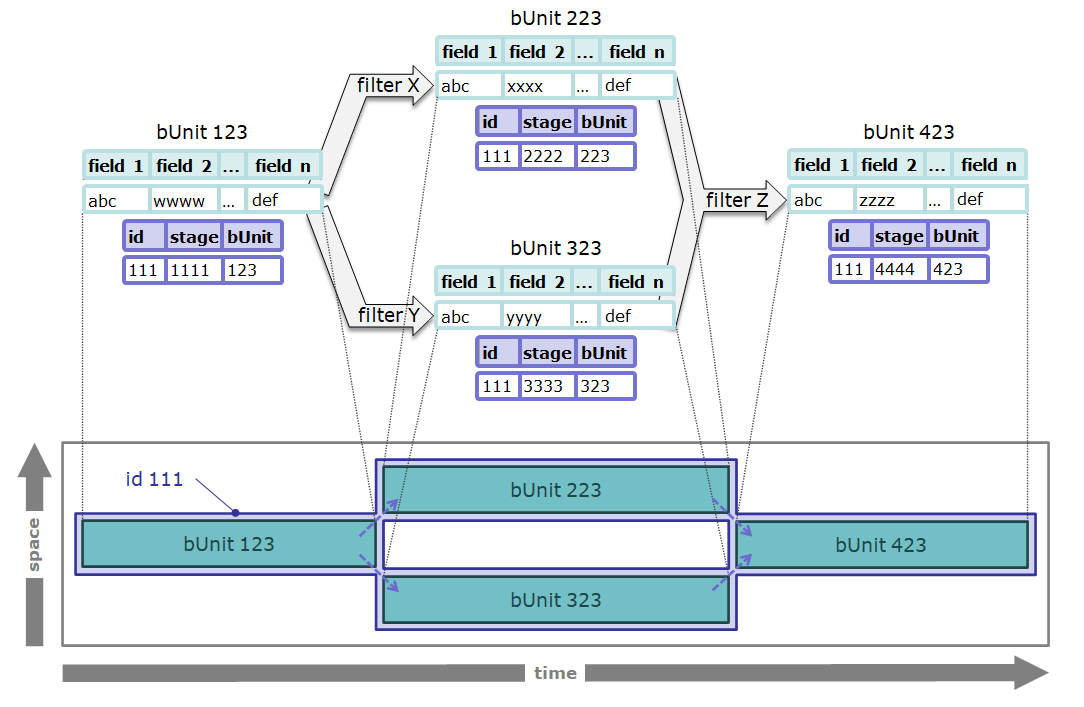 bUnit 223
field 1 field 2 ... field n
filter X
abc xxxx ... def
id stage bUnit
111 2222 223
bUnit 123
field 1 field 2 ... field n
abc wwww ... def
id stage bUnit
111 1111 123
bUnit 423
field 1 field 2 ... field n
filter Z
abc zzzz ... def
id stage bUnit
111 4444 423
bUnit 323
field 1 field 2 ... field n
filter Y
abc yyyy ... def
id stage bUnit
111 3333 323
id 111
bUnit 223
bUnit 123
bUnit 423
bUnit 323
space
time